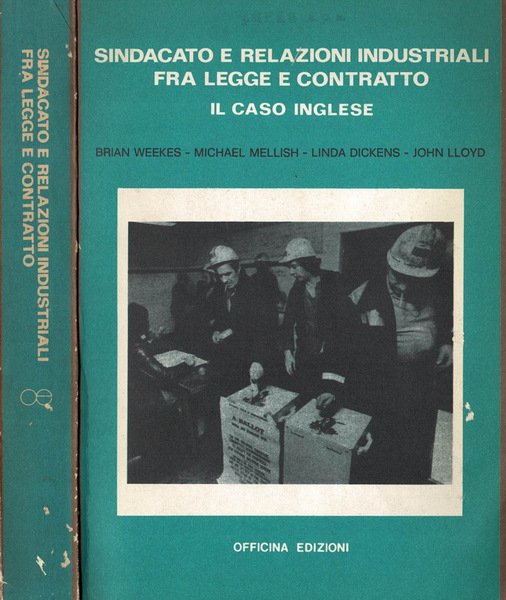 SINDACATO E RELAZIONI INDUSTRIALI
FRA LEGGE E CONTRATTO
SINDACATO E RELAZIONI INDUSTRIALI
FRA LEGGE E CONTRATTO
IL CASO INGLESE
BRIAN WEEKES - MICHAEL MELLISH - LINDA DICKENS - JOHN LLOYD
A BALLOT
OFFICINA EDIZIONI